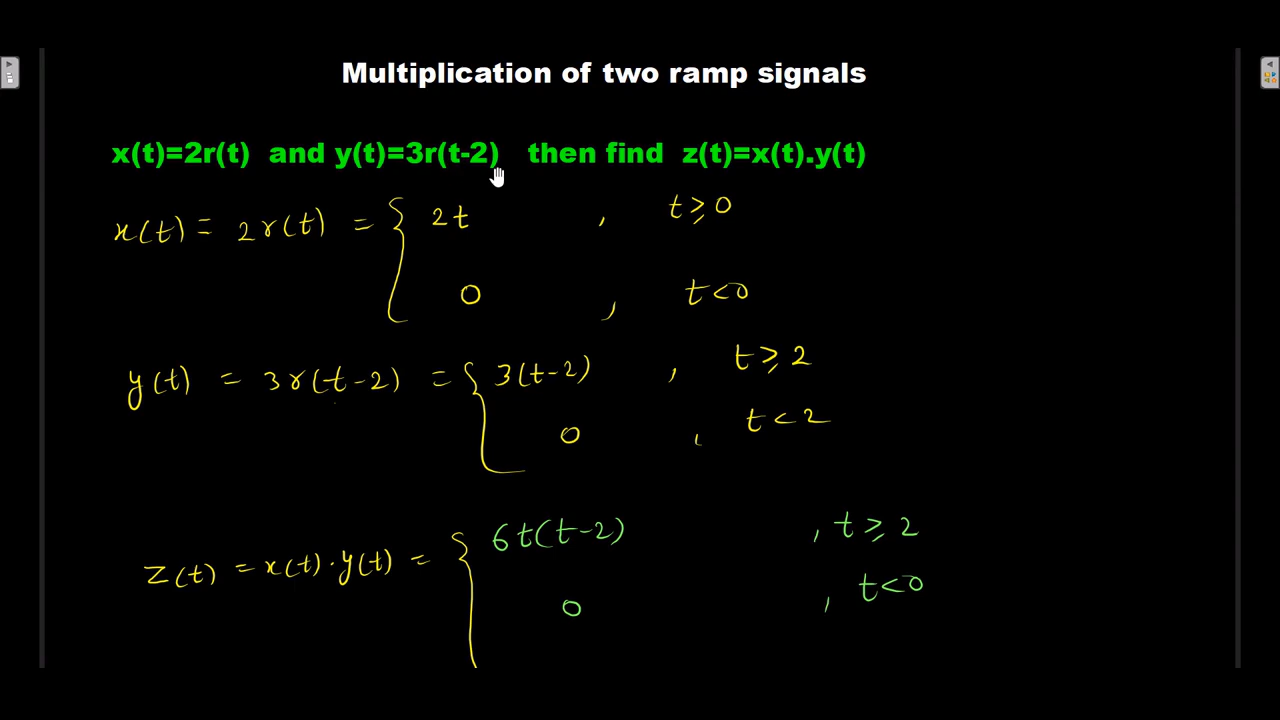 Multiplication of two ramp signals
x(t)=2r(t) and y(t)=3r(t-2) then find z(t)=x(t).y(t)
x(t) = 2r(t) = { 2t , t ≥ 0
0 , t < 0
y(t) = 3r(t-2) = { 3(t-2) , t ≥ 2
0 , t < 2
Z(t) = x(t)·y(t) = { 6t(t-2) , t ≥ 2
0 , t < 0